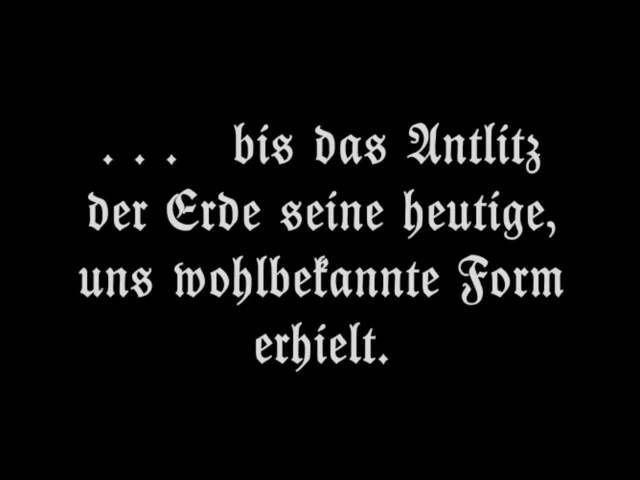 . . . bis das Antlitz
der Erde seine heutige,
uns wohlbekannte Form
erhielt.